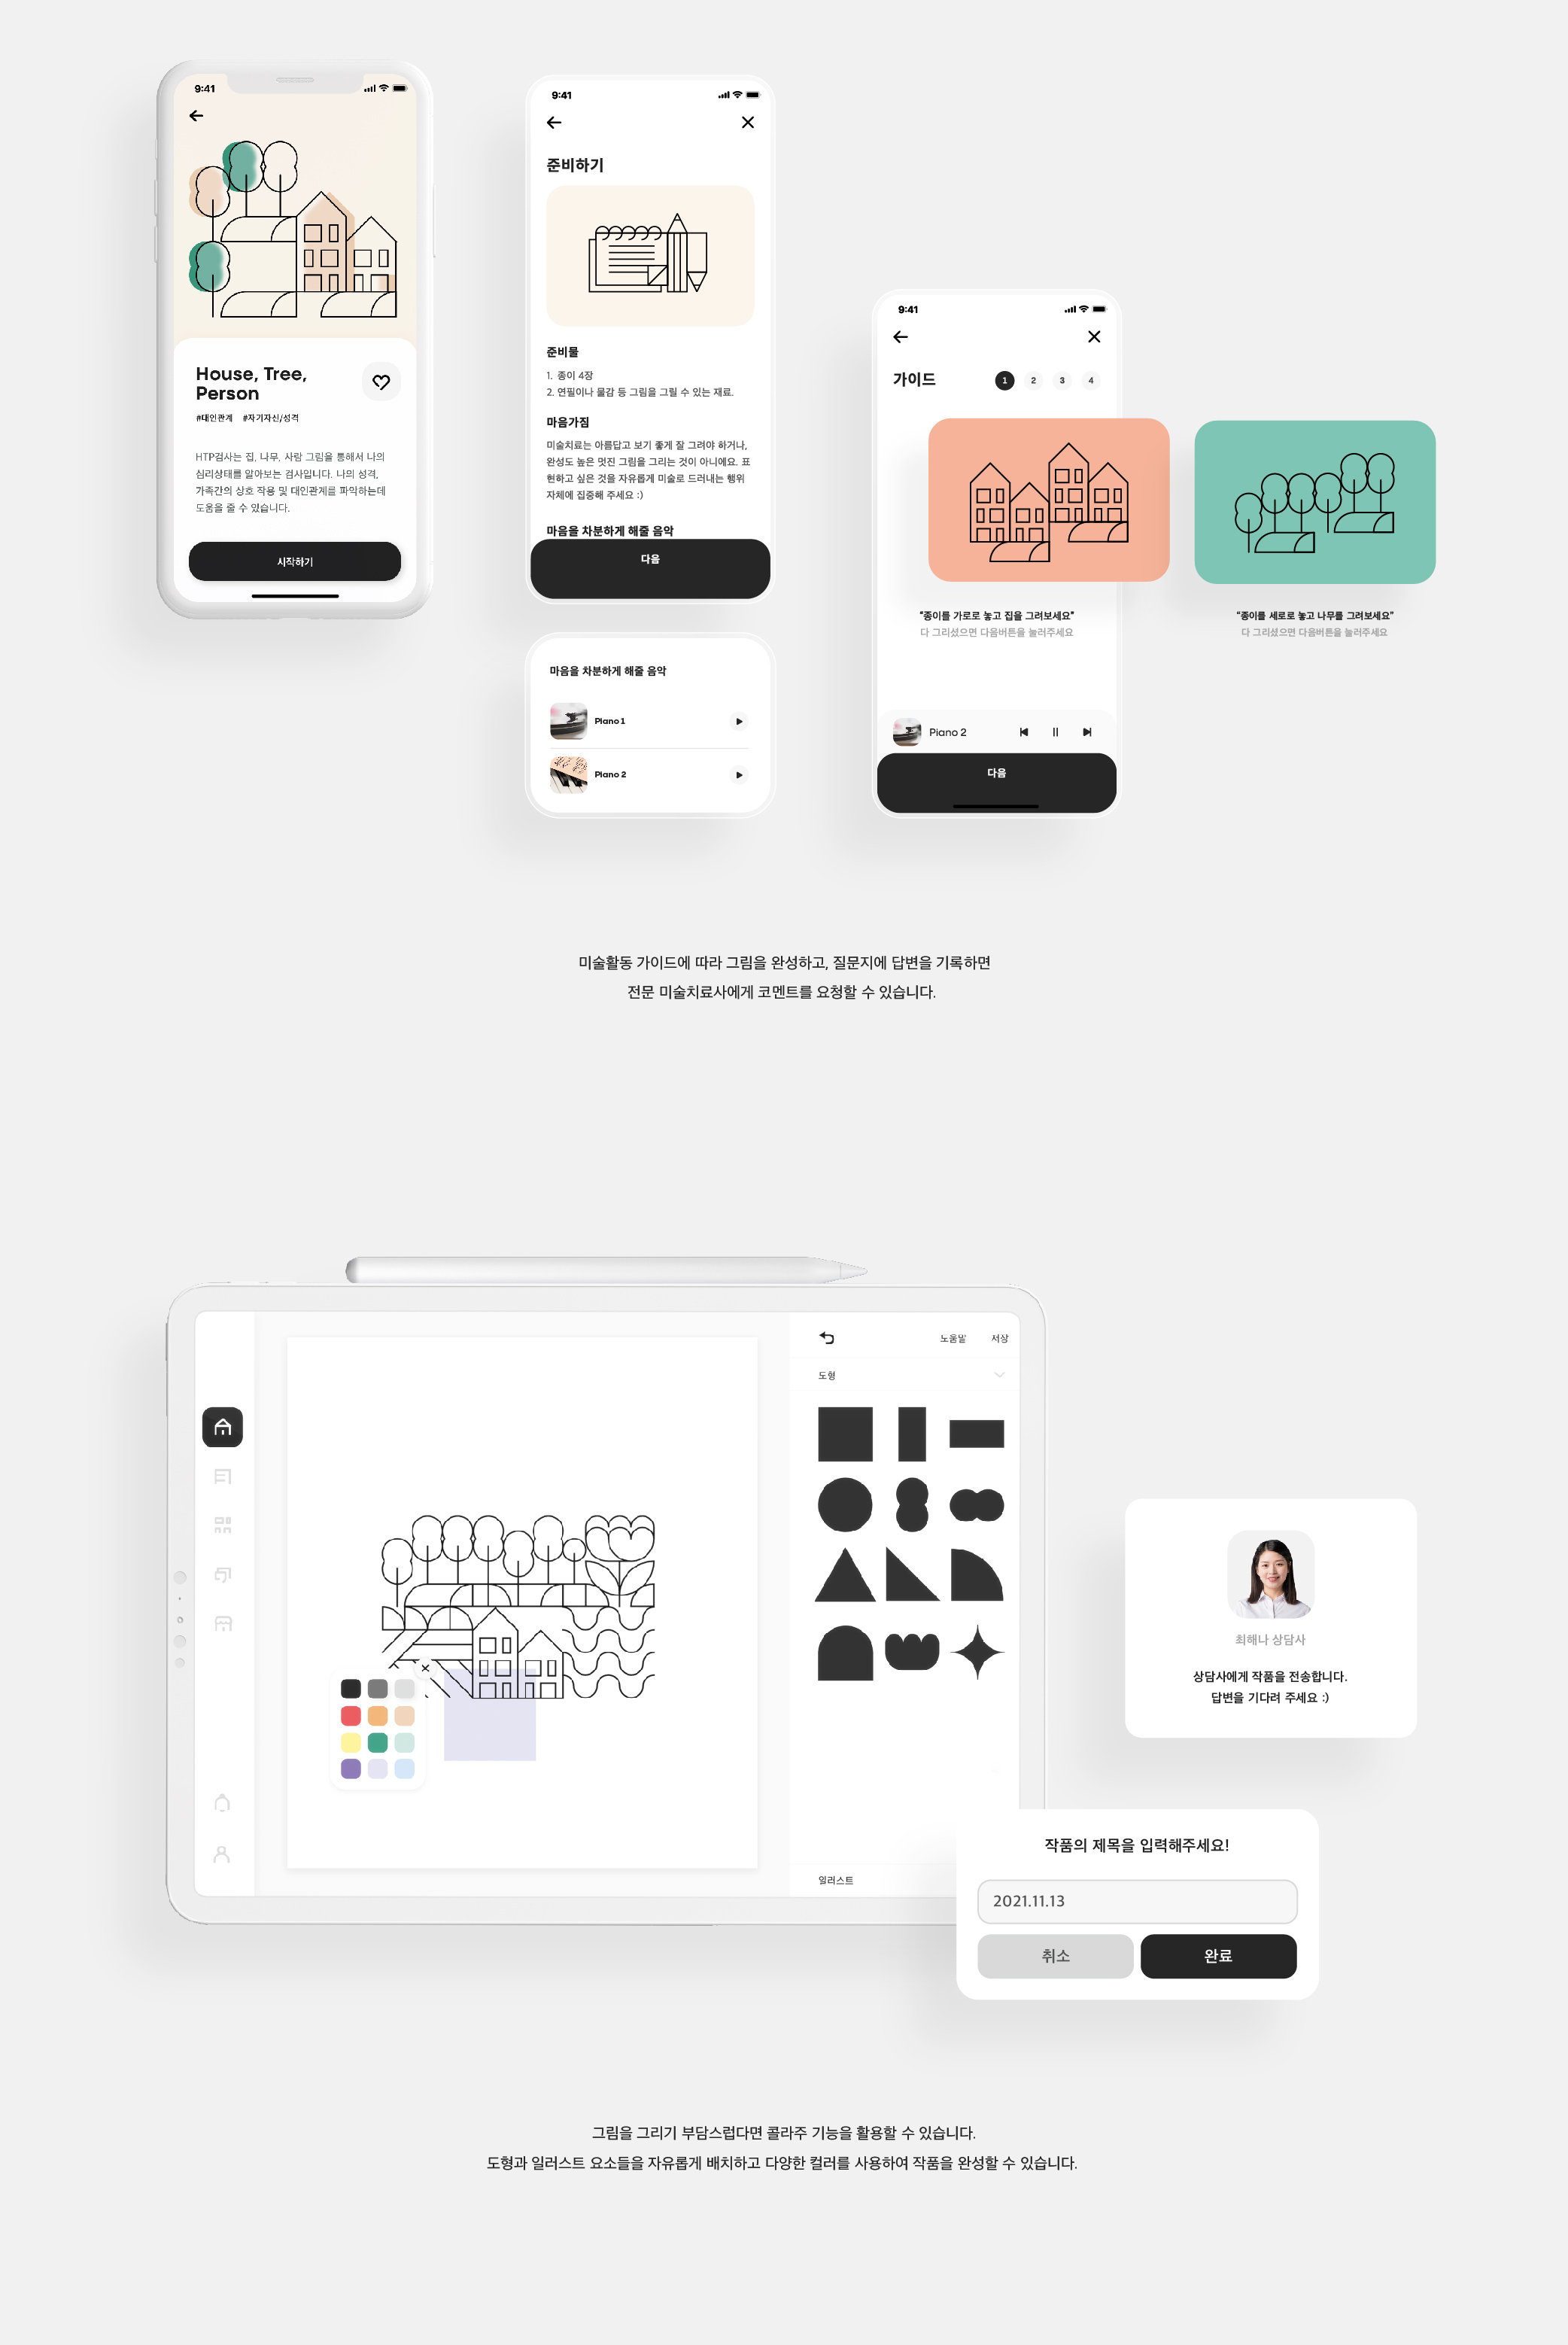 9:41
House, Tree,
Person
#대인관계 #자기자신/성격
HTP검사는 집, 나무, 사람 그림을 통해서 나의
심리상태를 알아보는 검사입니다. 나의 성격,
가족간의 상호 작용 및 대인관계를 파악하는데
도움을 줄 수 있습니다.
시작하기
9:41
준비하기
준비물
1. 종이 4장
2. 연필이나 물감 등 그림을 그릴 수 있는 재료.
마음가짐
미술치료는 아름답고 보기 좋게 잘 그려야 하거나,
완성도 높은 멋진 그림을 그리는 것이 아니에요. 표
현하고 싶은 것을 자유롭게 미술로 드러내는 행위
자체에 집중해 주세요 :)
마음을 차분하게 해줄 음악
다음
마음을 차분하게 해줄 음악
Piano 1
Piano 2
9:41
가이드 1 2 3 4
“종이를 가로로 놓고 집을 그려보세요”
다 그리셨으면 다음버튼을 눌러주세요
“종이를 세로로 놓고 나무를 그려보세요”
다 그리셨으면 다음버튼을 눌러주세요
Piano 2
다음
미술활동 가이드에 따라 그림을 완성하고, 질문지에 답변을 기록하면
전문 미술치료사에게 코멘트를 요청할 수 있습니다.
도움말 저장
도형
일러스트
최해나 상담사
상담사에게 작품을 전송합니다.
답변을 기다려 주세요 :)
작품의 제목을 입력해주세요!
2021.11.13
취소 완료
그림을 그리기 부담스럽다면 콜라주 기능을 활용할 수 있습니다.
도형과 일러스트 요소들을 자유롭게 배치하고 다양한 컬러를 사용하여 작품을 완성할 수 있습니다.